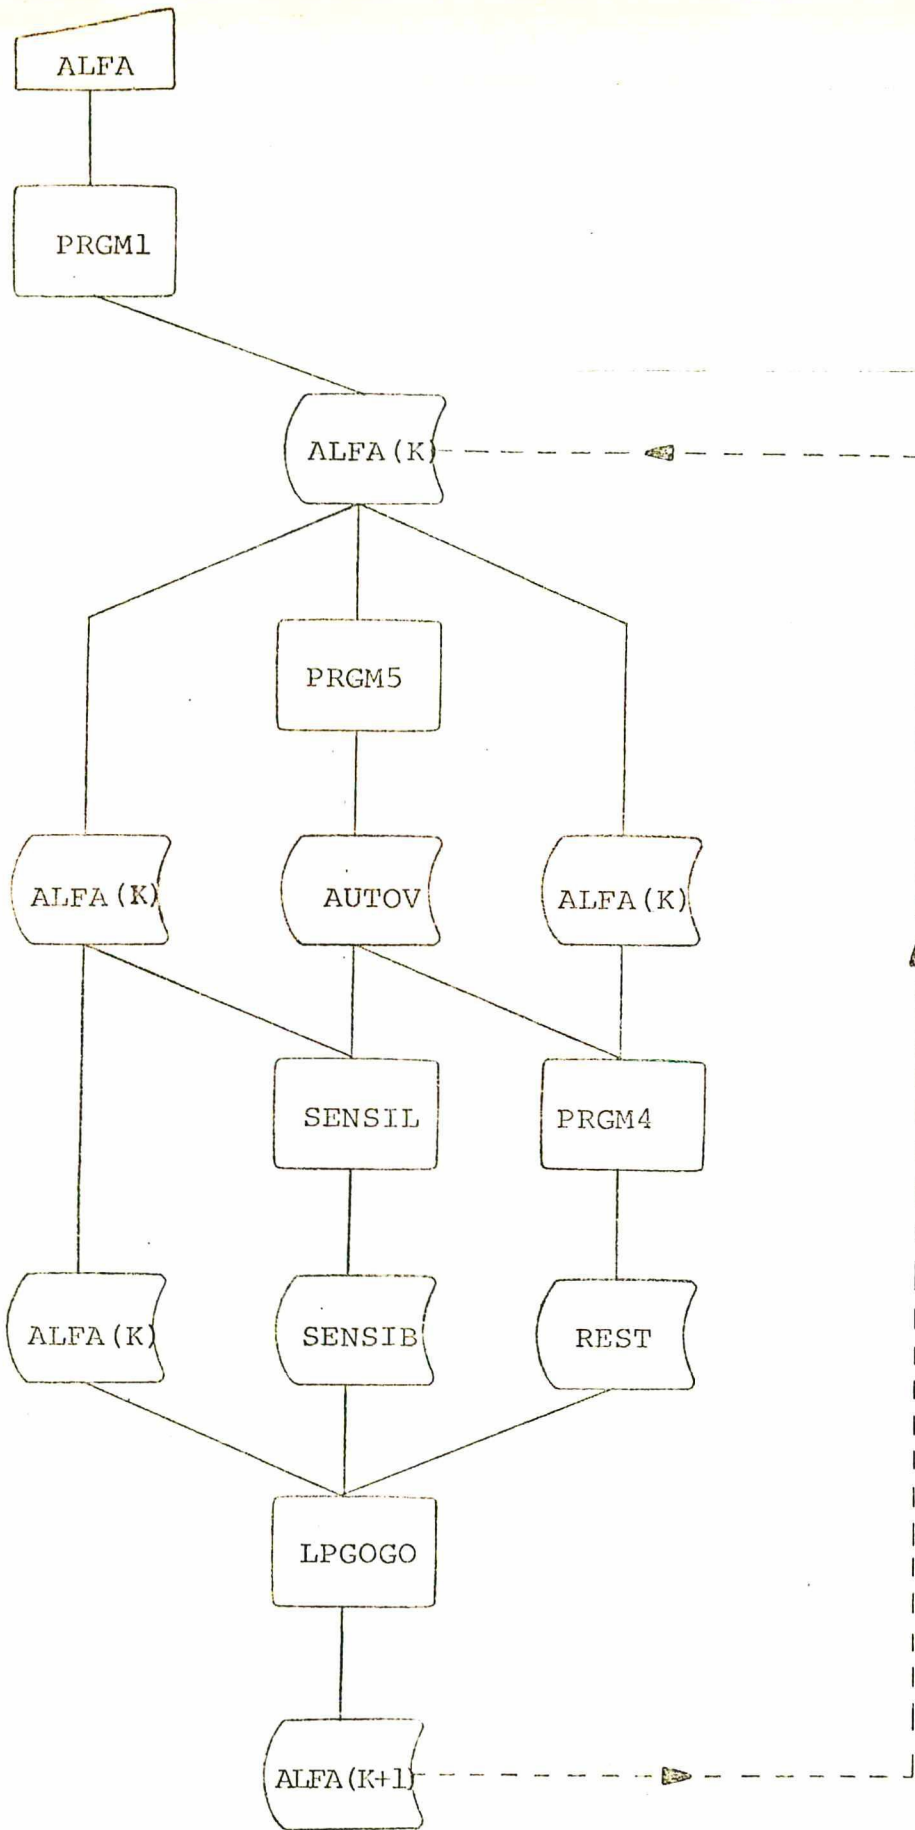 ALFA
PRGM1
ALFA(K)
PRGM5
ALFA(K)
AUTOV
ALFA(K)
SENSIL
PRGM4
ALFA(K)
SENSIB
REST
LPGOGO
ALFA(K+1)